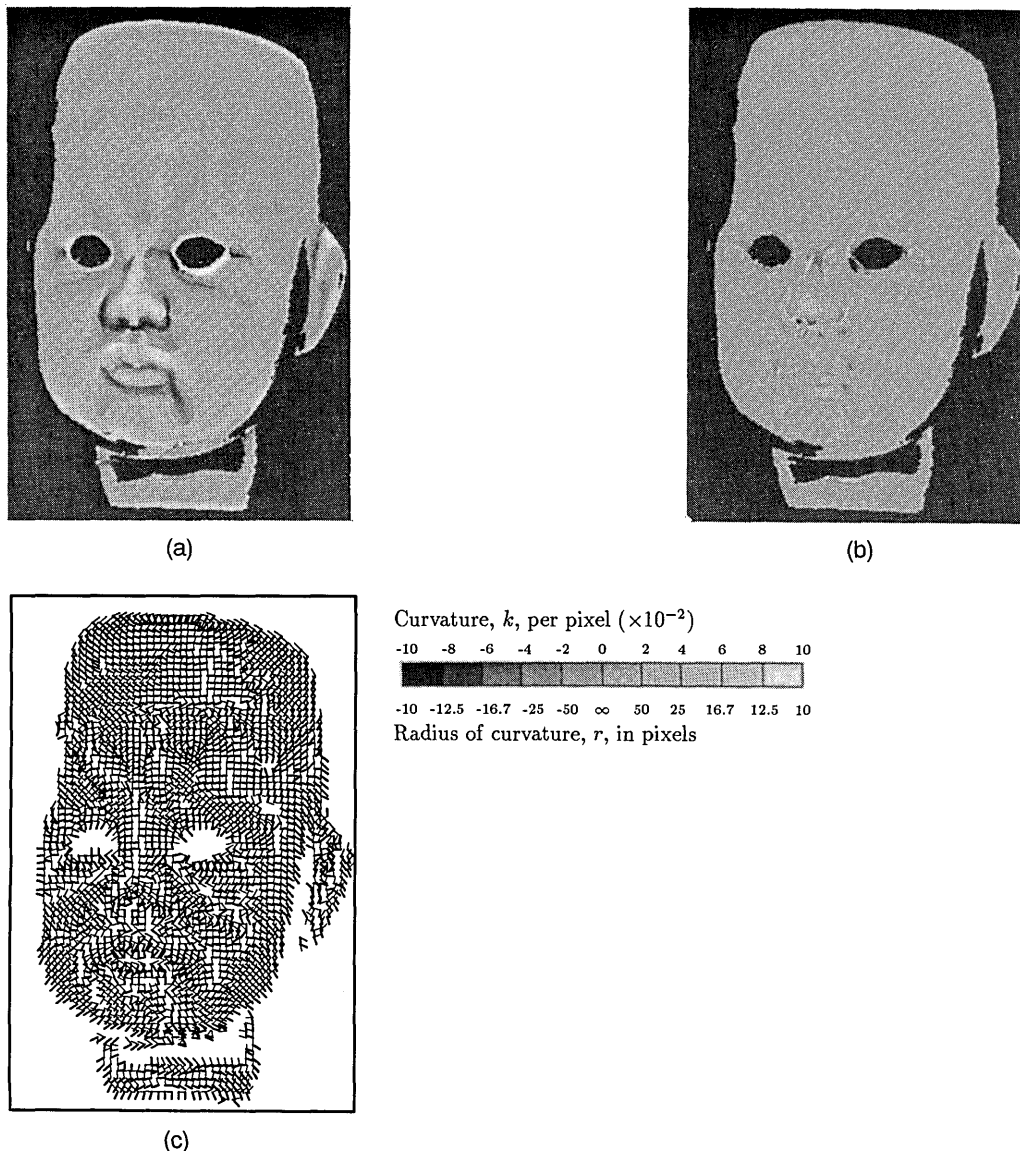 (a)
(b)
Curvature, k, per pixel (×10⁻²)
-10 -8 -6 -4 -2 0 2 4 6 8 10
-10 -12.5 -16.7 -25 -50 ∞ 50 25 16.7 12.5 10
Radius of curvature, r, in pixels
(c)